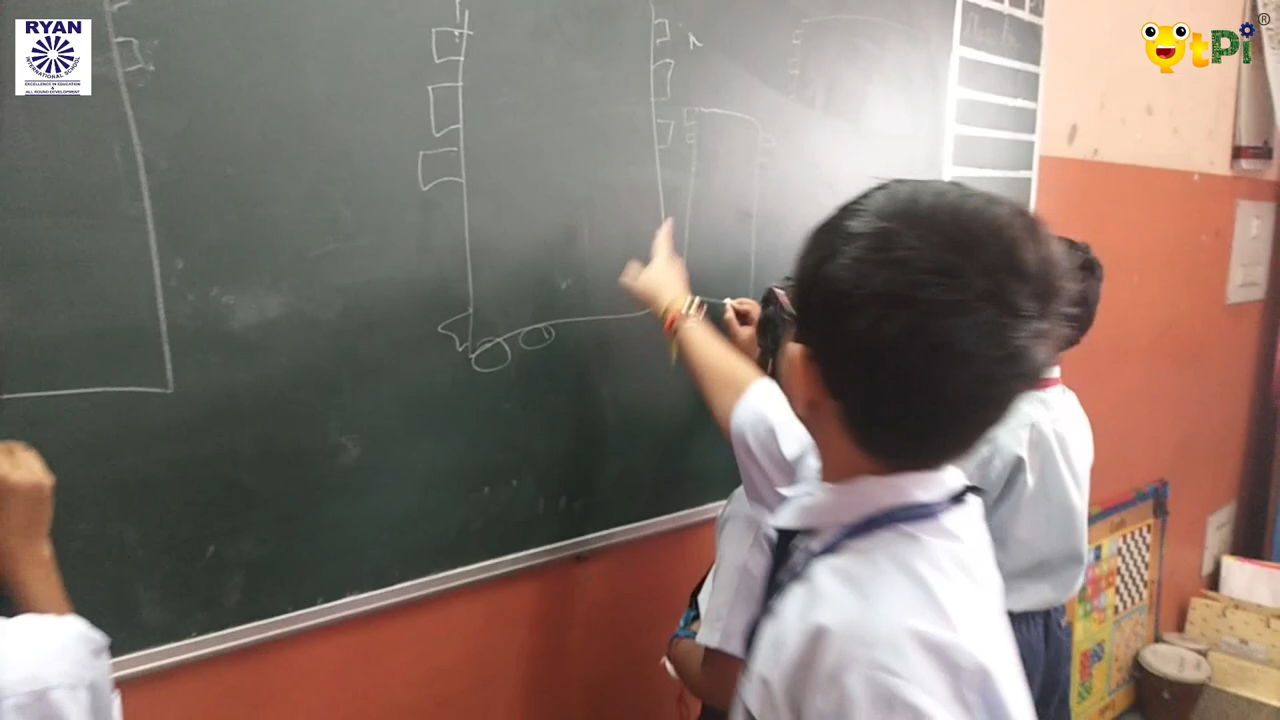 RYAN
INTERNATIONAL SCHOOL
EXCELLENCE IN EDUCATION
&
ALL ROUND DEVELOPMENT
tPi®